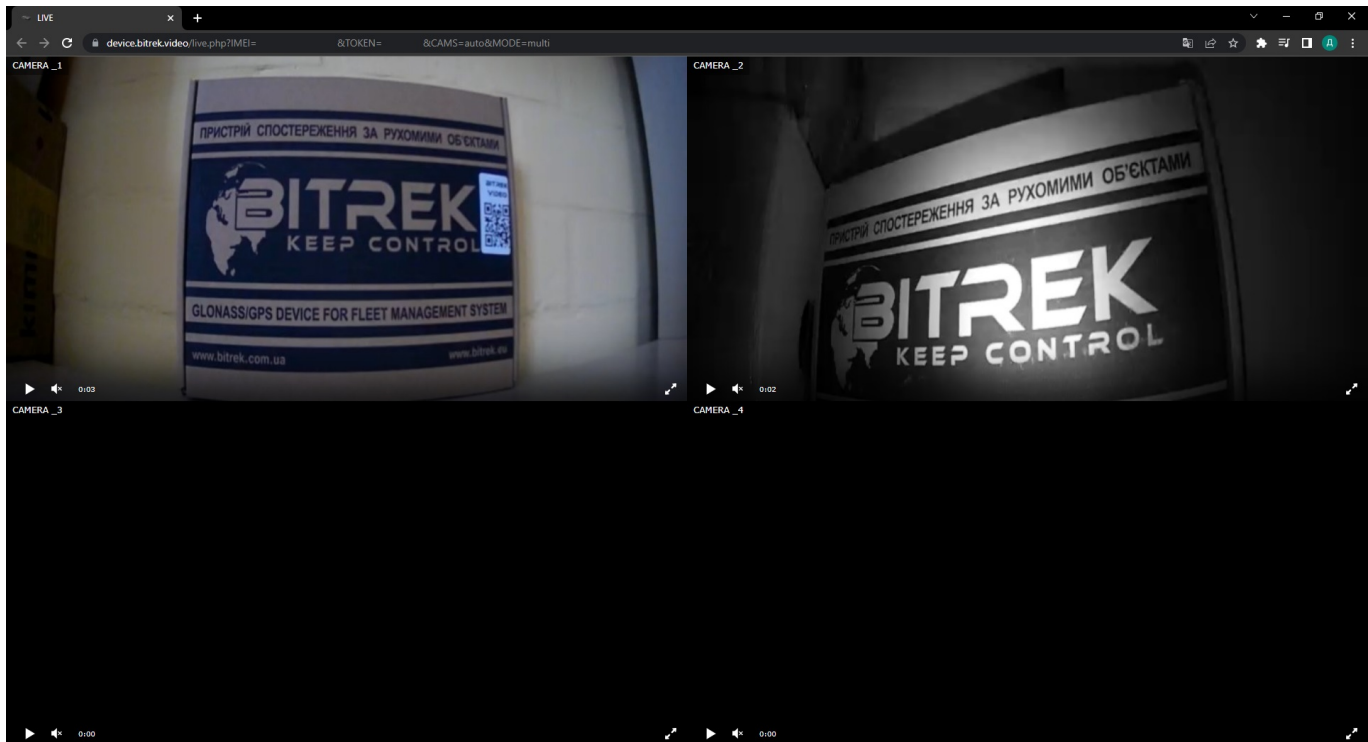 LIVE
device.bitrek.video/live.php?IMEI= &TOKEN= &CAMS=auto&MODE=multi
Д
CAMERA _1
ПРИСТРІЙ СПОСТЕРЕЖЕННЯ ЗА РУХОМИМИ ОБ'ЄКТАМИ
BITREK
KEEP CONTROL
BITREK
VIDEO
GLONASS/GPS DEVICE FOR FLEET MANAGEMENT SYSTEM
www.bitrek.com.ua
www.bitrek.eu
0:03
CAMERA _2
ПРИСТРІЙ СПОСТЕРЕЖЕННЯ ЗА РУХОМИМИ ОБ'ЄКТАМИ
BITREK
KEEP CONTROL
0:02
CAMERA _3
0:00
CAMERA _4
0:00